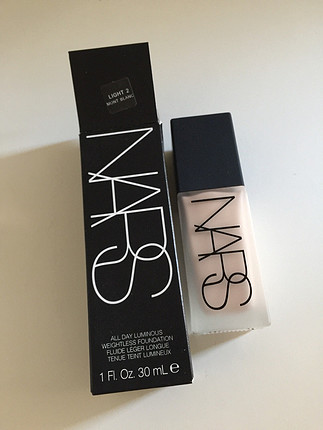 LIGHT 2
MONT BLANC
NARS
ALL DAY LUMINOUS
WEIGHTLESS FOUNDATION
FLUIDE LÉGER LONGUE
TENUE TEINT LUMINEUX
1 Fl. Oz. 30 mL e
NARS